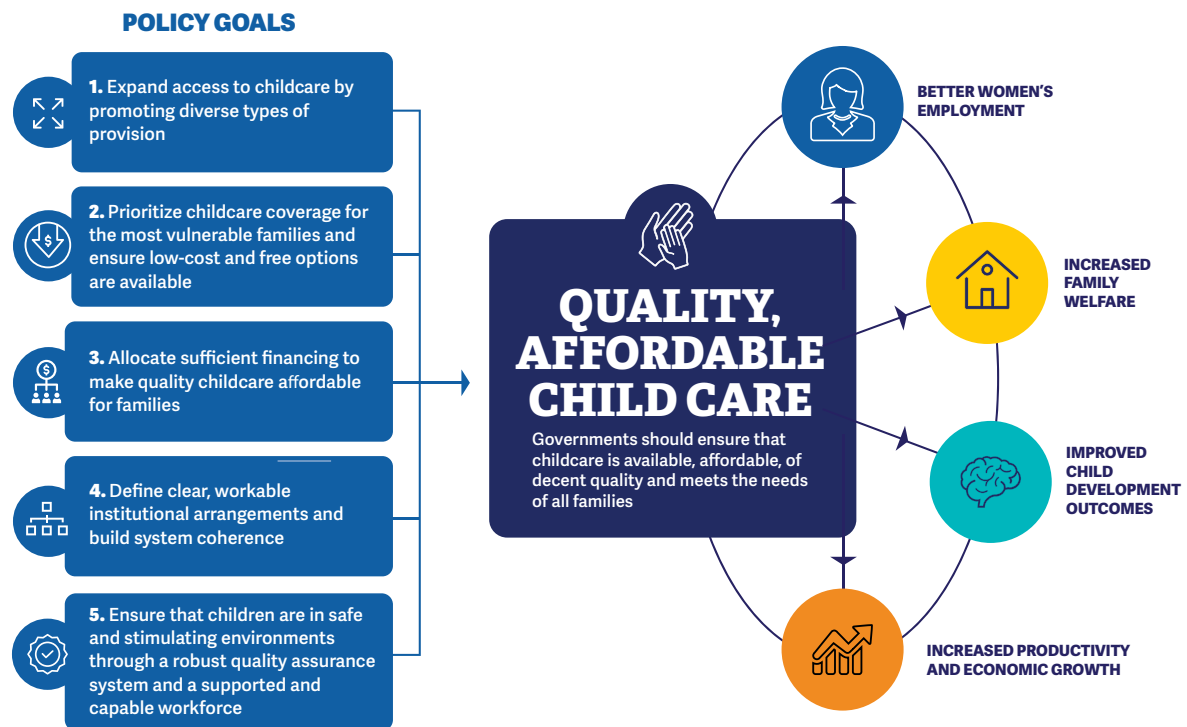 POLICY GOALS
1. Expand access to childcare by
promoting diverse types of
provision
2. Prioritize childcare coverage for
the most vulnerable families and
ensure low-cost and free options
are available
3. Allocate sufficient financing to
make quality childcare affordable
for families
4. Define clear, workable
institutional arrangements and
build system coherence
5. Ensure that children are in safe
and stimulating environments
through a robust quality assurance
system and a supported and
capable workforce
$
$
QUALITY,
AFFORDABLE
CHILD CARE
Governments should ensure that
childcare is available, affordable, of
decent quality and meets the needs
of all families
BETTER WOMEN'S
EMPLOYMENT
INCREASED
FAMILY
WELFARE
IMPROVED
CHILD
DEVELOPMENT
OUTCOMES
INCREASED PRODUCTIVITY
AND ECONOMIC GROWTH